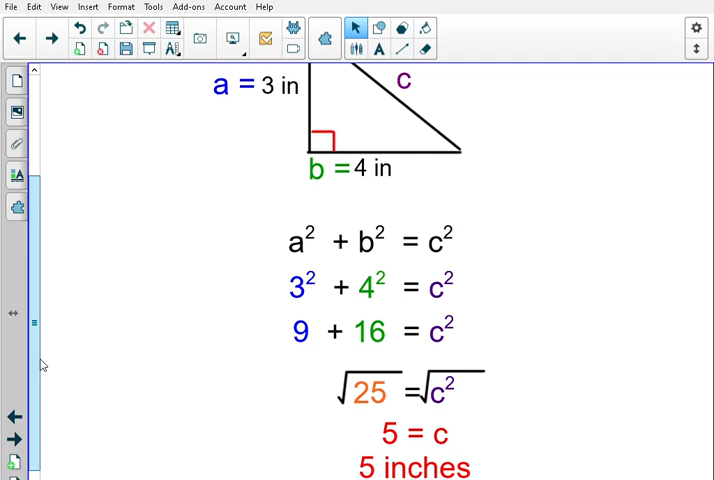 File Edit View Insert Format Tools Add-ons Account Help
c
a = 3 in
b = 4 in
a² + b² = c²
3² + 4² = c²
9 + 16 = c²
√25 = √c²
5 = c
5 inches